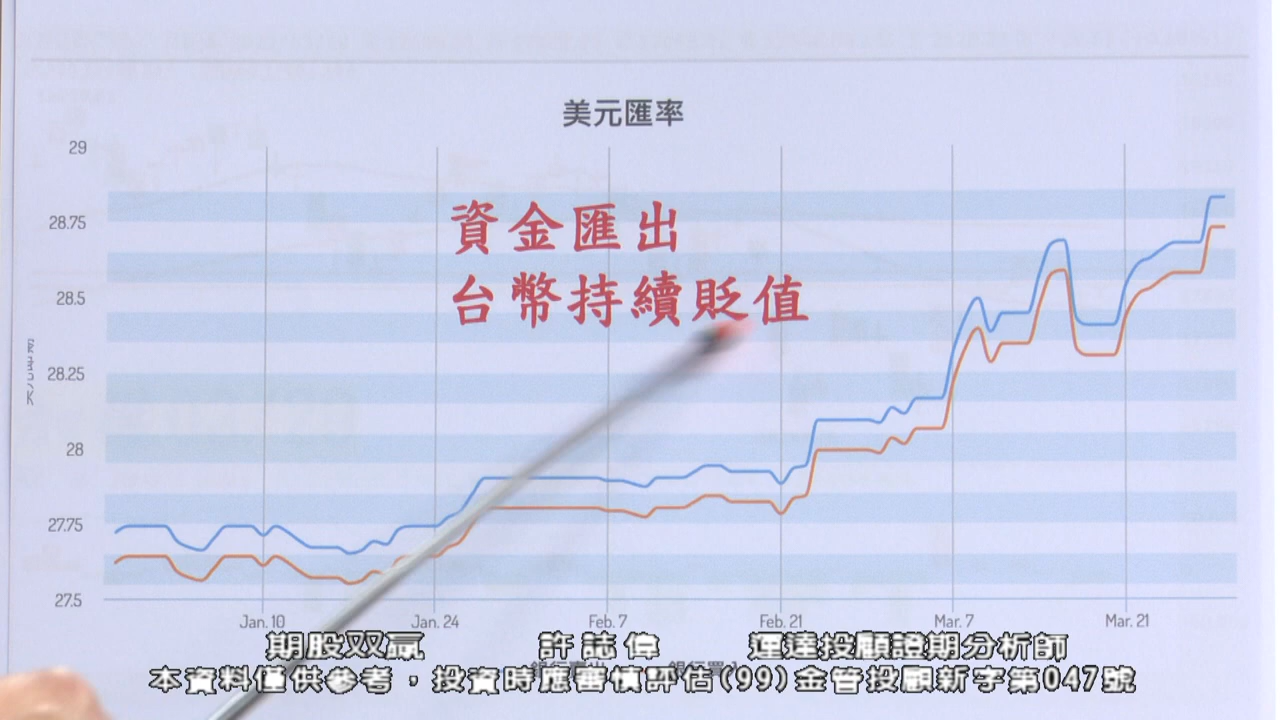 美元匯率
資金匯出
台幣持續貶值
29
28.75
28.5
28.25
28
27.75
27.5
Jan. 10 Jan. 24 Feb. 7 Feb. 21 Mar. 7 Mar. 21
期股双贏 許誌偉 運達投顧證期分析師
本資料僅供參考，投資時應審慎評估(99)金管投顧新字第047號